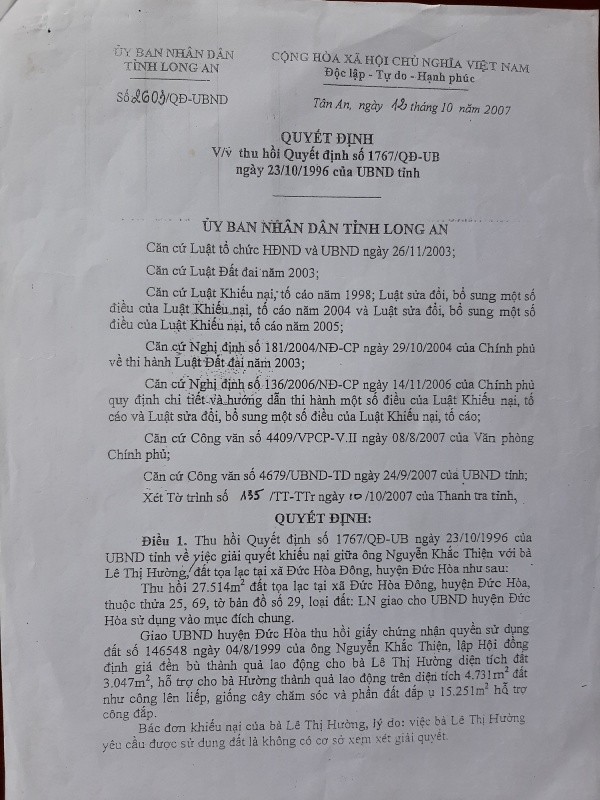 ỦY BAN NHÂN DÂN
TỈNH LONG AN
CỘNG HÒA XÃ HỘI CHỦ NGHĨA VIỆT NAM
Độc lập - Tự do - Hạnh phúc
Số 2603/QĐ-UBND
Tân An, ngày 12 tháng 10 năm 2007
QUYẾT ĐỊNH
V/v thu hồi Quyết định số 1767/QĐ-UB
ngày 23/10/1996 của UBND tỉnh
ỦY BAN NHÂN DÂN TỈNH LONG AN
Căn cứ Luật tổ chức HĐND và UBND ngày 26/11/2003;
Căn cứ Luật Đất đai năm 2003;
Căn cứ Luật Khiếu nại, tố cáo năm 1998; Luật sửa đổi, bổ sung một số
điều của Luật Khiếu nại, tố cáo năm 2004 và Luật sửa đổi, bổ sung một số
điều của Luật Khiếu nại, tố cáo năm 2005;
Căn cứ Nghị định số 181/2004/NĐ-CP ngày 29/10/2004 của Chính phủ
về thi hành Luật Đất đai năm 2003;
Căn cứ Nghị định số 136/2006/NĐ-CP ngày 14/11/2006 của Chính phủ
quy định chi tiết và hướng dẫn thi hành một số điều của Luật Khiếu nại, tố
cáo và Luật sửa đổi, bổ sung một số điều của Luật Khiếu nại, tố cáo;
Căn cứ Công văn số 4409/VPCP-V.II ngày 08/8/2007 của Văn phòng
Chính phủ;
Căn cứ Công văn số 4679/UBND-TD ngày 24/9/2007 của UBND tỉnh;
Xét Tờ trình số 135 /TT-TTr ngày 10/10/2007 của Thanh tra tỉnh,
QUYẾT ĐỊNH:
Điều 1. Thu hồi Quyết định số 1767/QĐ-UB ngày 23/10/1996 của
UBND tỉnh về việc giải quyết khiếu nại giữa ông Nguyễn Khắc Thiện với bà
Lê Thị Hường, đất tọa lạc tại xã Đức Hòa Đông, huyện Đức Hòa như sau:
Thu hồi 27.514m² đất tọa lạc tại xã Đức Hòa Đông, huyện Đức Hòa,
thuộc thửa 25, 69, tờ bản đồ số 29, loại đất: LN giao cho UBND huyện Đức
Hòa sử dụng vào mục đích chung.
Giao UBND huyện Đức Hòa thu hồi giấy chứng nhận quyền sử dụng
đất số 146548 ngày 04/8/1999 của ông Nguyễn Khắc Thiện, lập Hội đồng
định giá đền bù thành quả lao động cho bà Lê Thị Hường diện tích đất
3.047m², hỗ trợ cho bà Hường thành quả lao động trên diện tích 4.731m² đất
như công lên liếp, giống cây chăm sóc và phần đất đắp ụ 15.251m² hỗ trợ
công đắp.
Bác đơn khiếu nại của bà Lê Thị Hường, lý do: việc bà Lê Thị Hường
yêu cầu được sử dụng đất là không có cơ sở xem xét giải quyết.